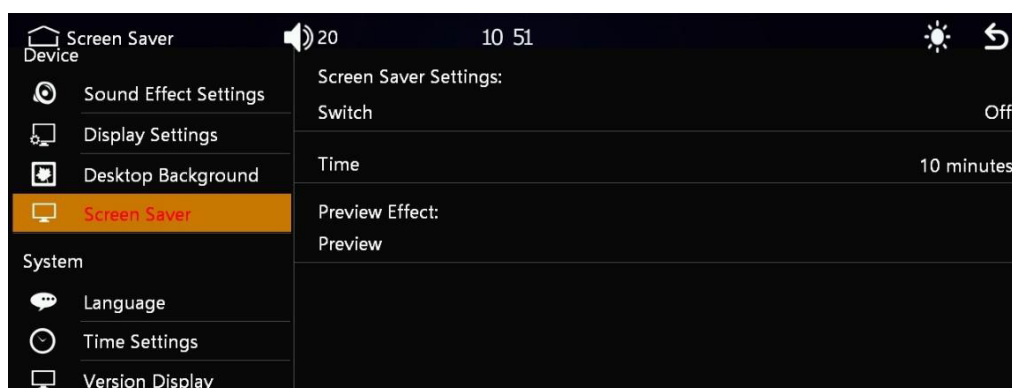 Screen Saver
20
10 51
Device
Sound Effect Settings
Display Settings
Desktop Background
Screen Saver
System
Language
Time Settings
Version Display
Screen Saver Settings:
Switch Off
Time 10 minutes
Preview Effect:
Preview